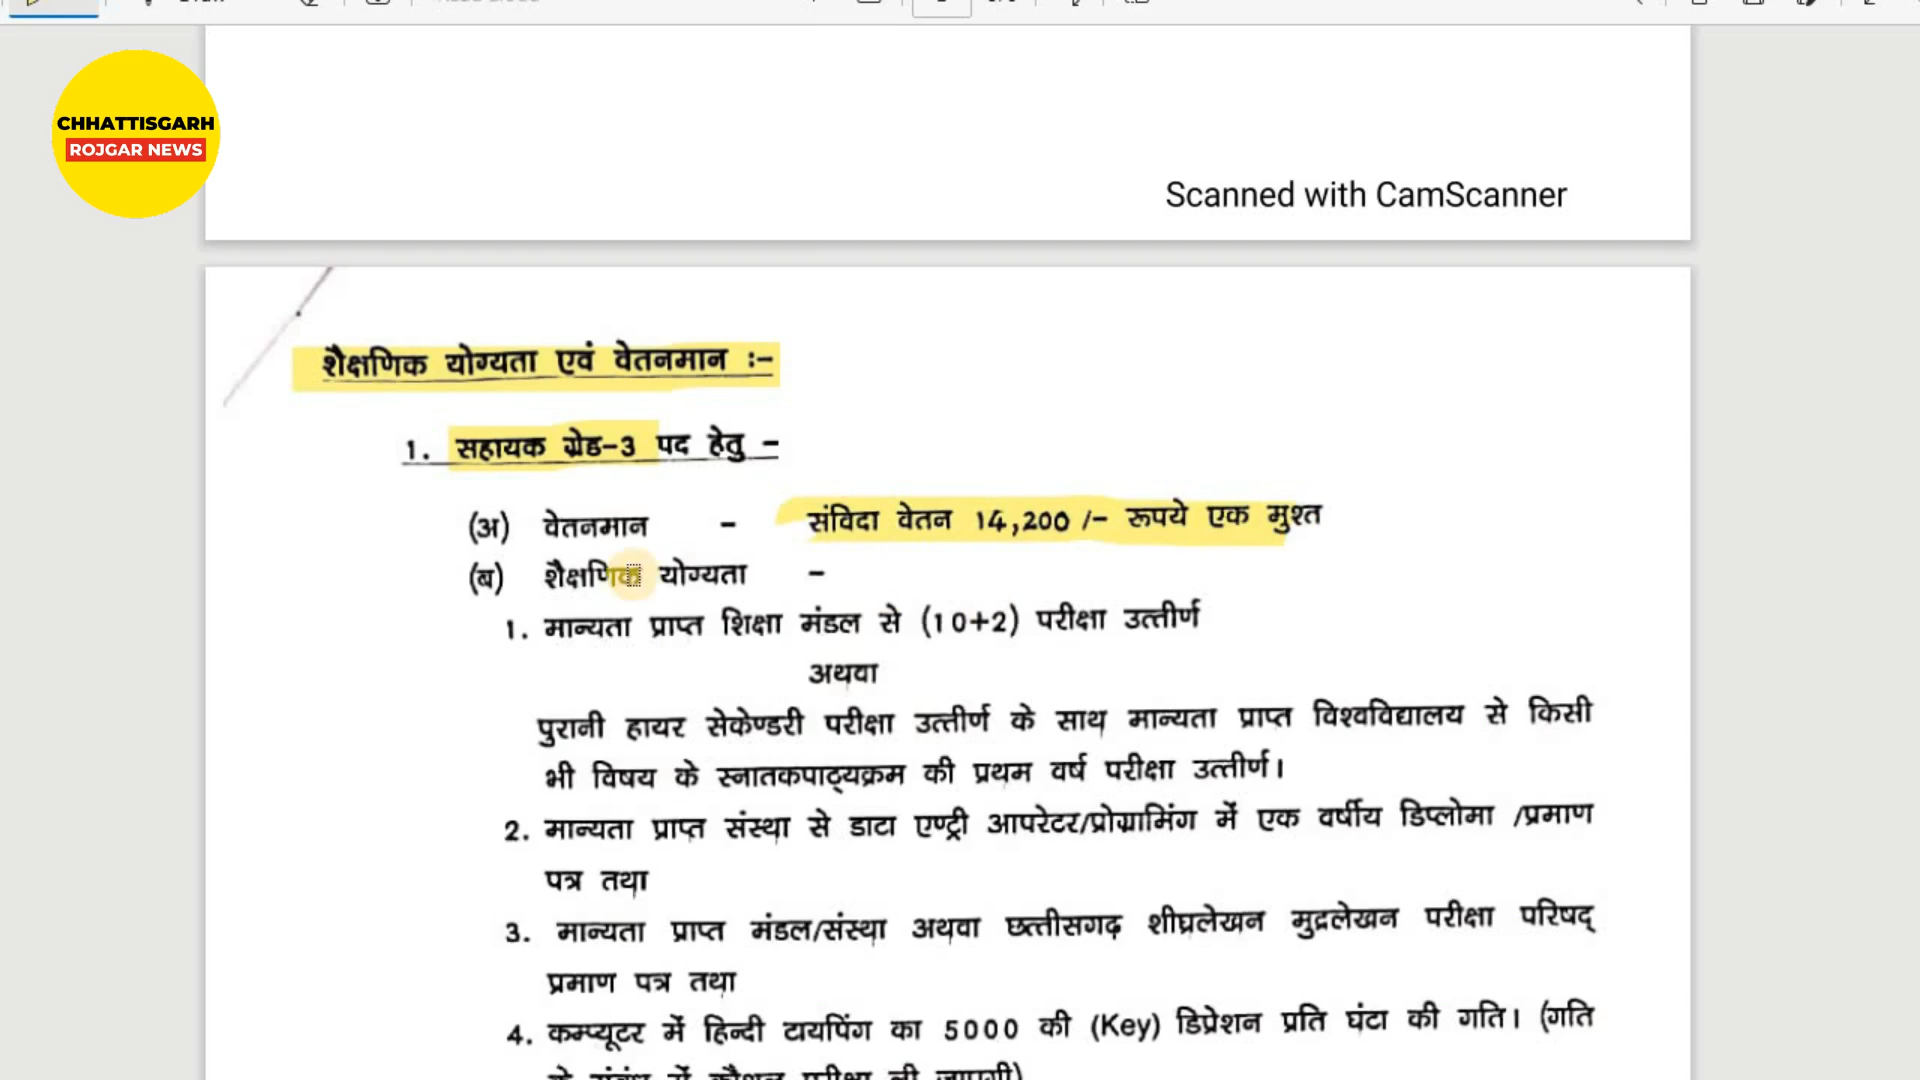 CHHATTISGARH
ROJGAR NEWS
Scanned with CamScanner
शैक्षणिक योग्यता एवं वेतनमान :-
1. सहायक ग्रेड-3 पद हेतु -
(अ) वेतनमान - संविदा वेतन 14,200/- रूपये एक मुश्त
(ब) शैक्षणिक योग्यता -
1. मान्यता प्राप्त शिक्षा मंडल से (10+2) परीक्षा उत्तीर्ण
अथवा
पुरानी हायर सेकेण्डरी परीक्षा उत्तीर्ण के साथ मान्यता प्राप्त विश्वविद्यालय से किसी
भी विषय के स्नातकपाठ्यक्रम की प्रथम वर्ष परीक्षा उत्तीर्ण।
2. मान्यता प्राप्त संस्था से डाटा एण्ट्री आपरेटर/प्रोग्रामिंग में एक वर्षीय डिप्लोमा /प्रमाण
पत्र तथा
3. मान्यता प्राप्त मंडल/संस्था अथवा छत्तीसगढ़ शीघ्रलेखन मुद्रलेखन परीक्षा परिषद्
प्रमाण पत्र तथा
4. कम्प्यूटर में हिन्दी टायपिंग का 5000 की (Key) डिप्रेशन प्रति घंटा की गति। (गति
के संबंध में कौशल परीक्षा ली जाएगी)